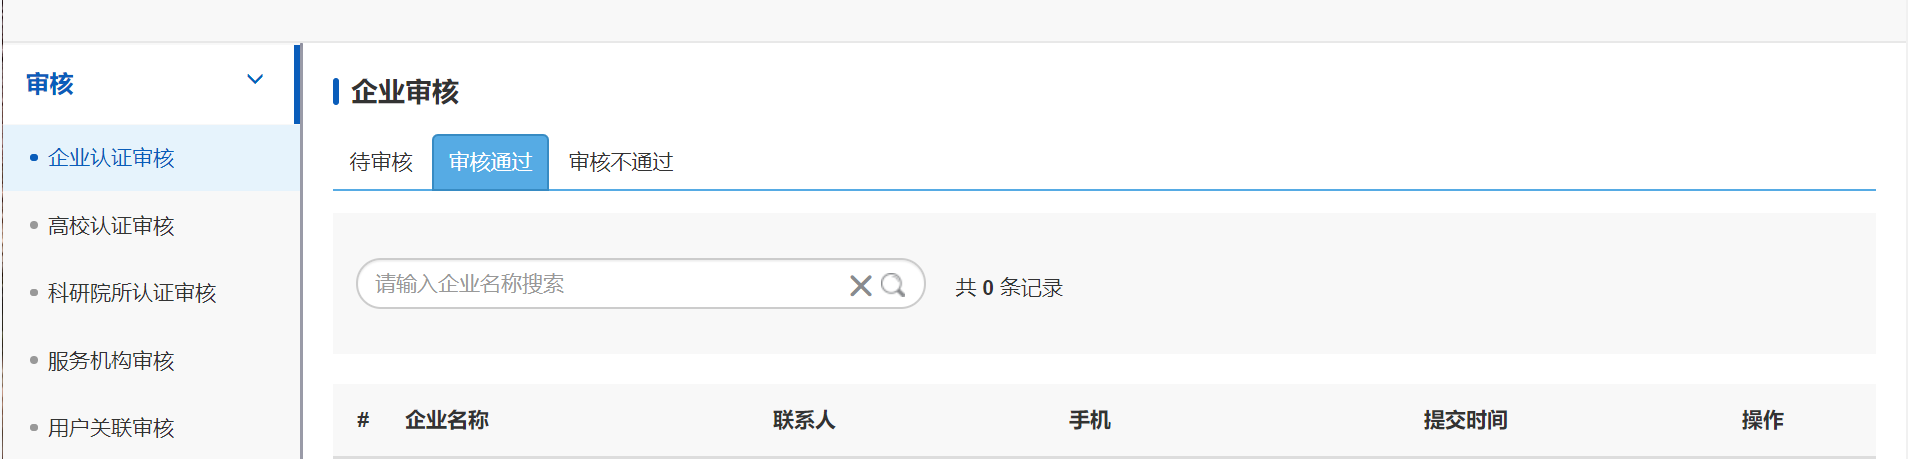 审核
企业认证审核
高校认证审核
科研院所认证审核
服务机构审核
用户关联审核
企业审核
待审核 审核通过 审核不通过
请输入企业名称搜索 共 0 条记录
# 企业名称 联系人 手机 提交时间 操作